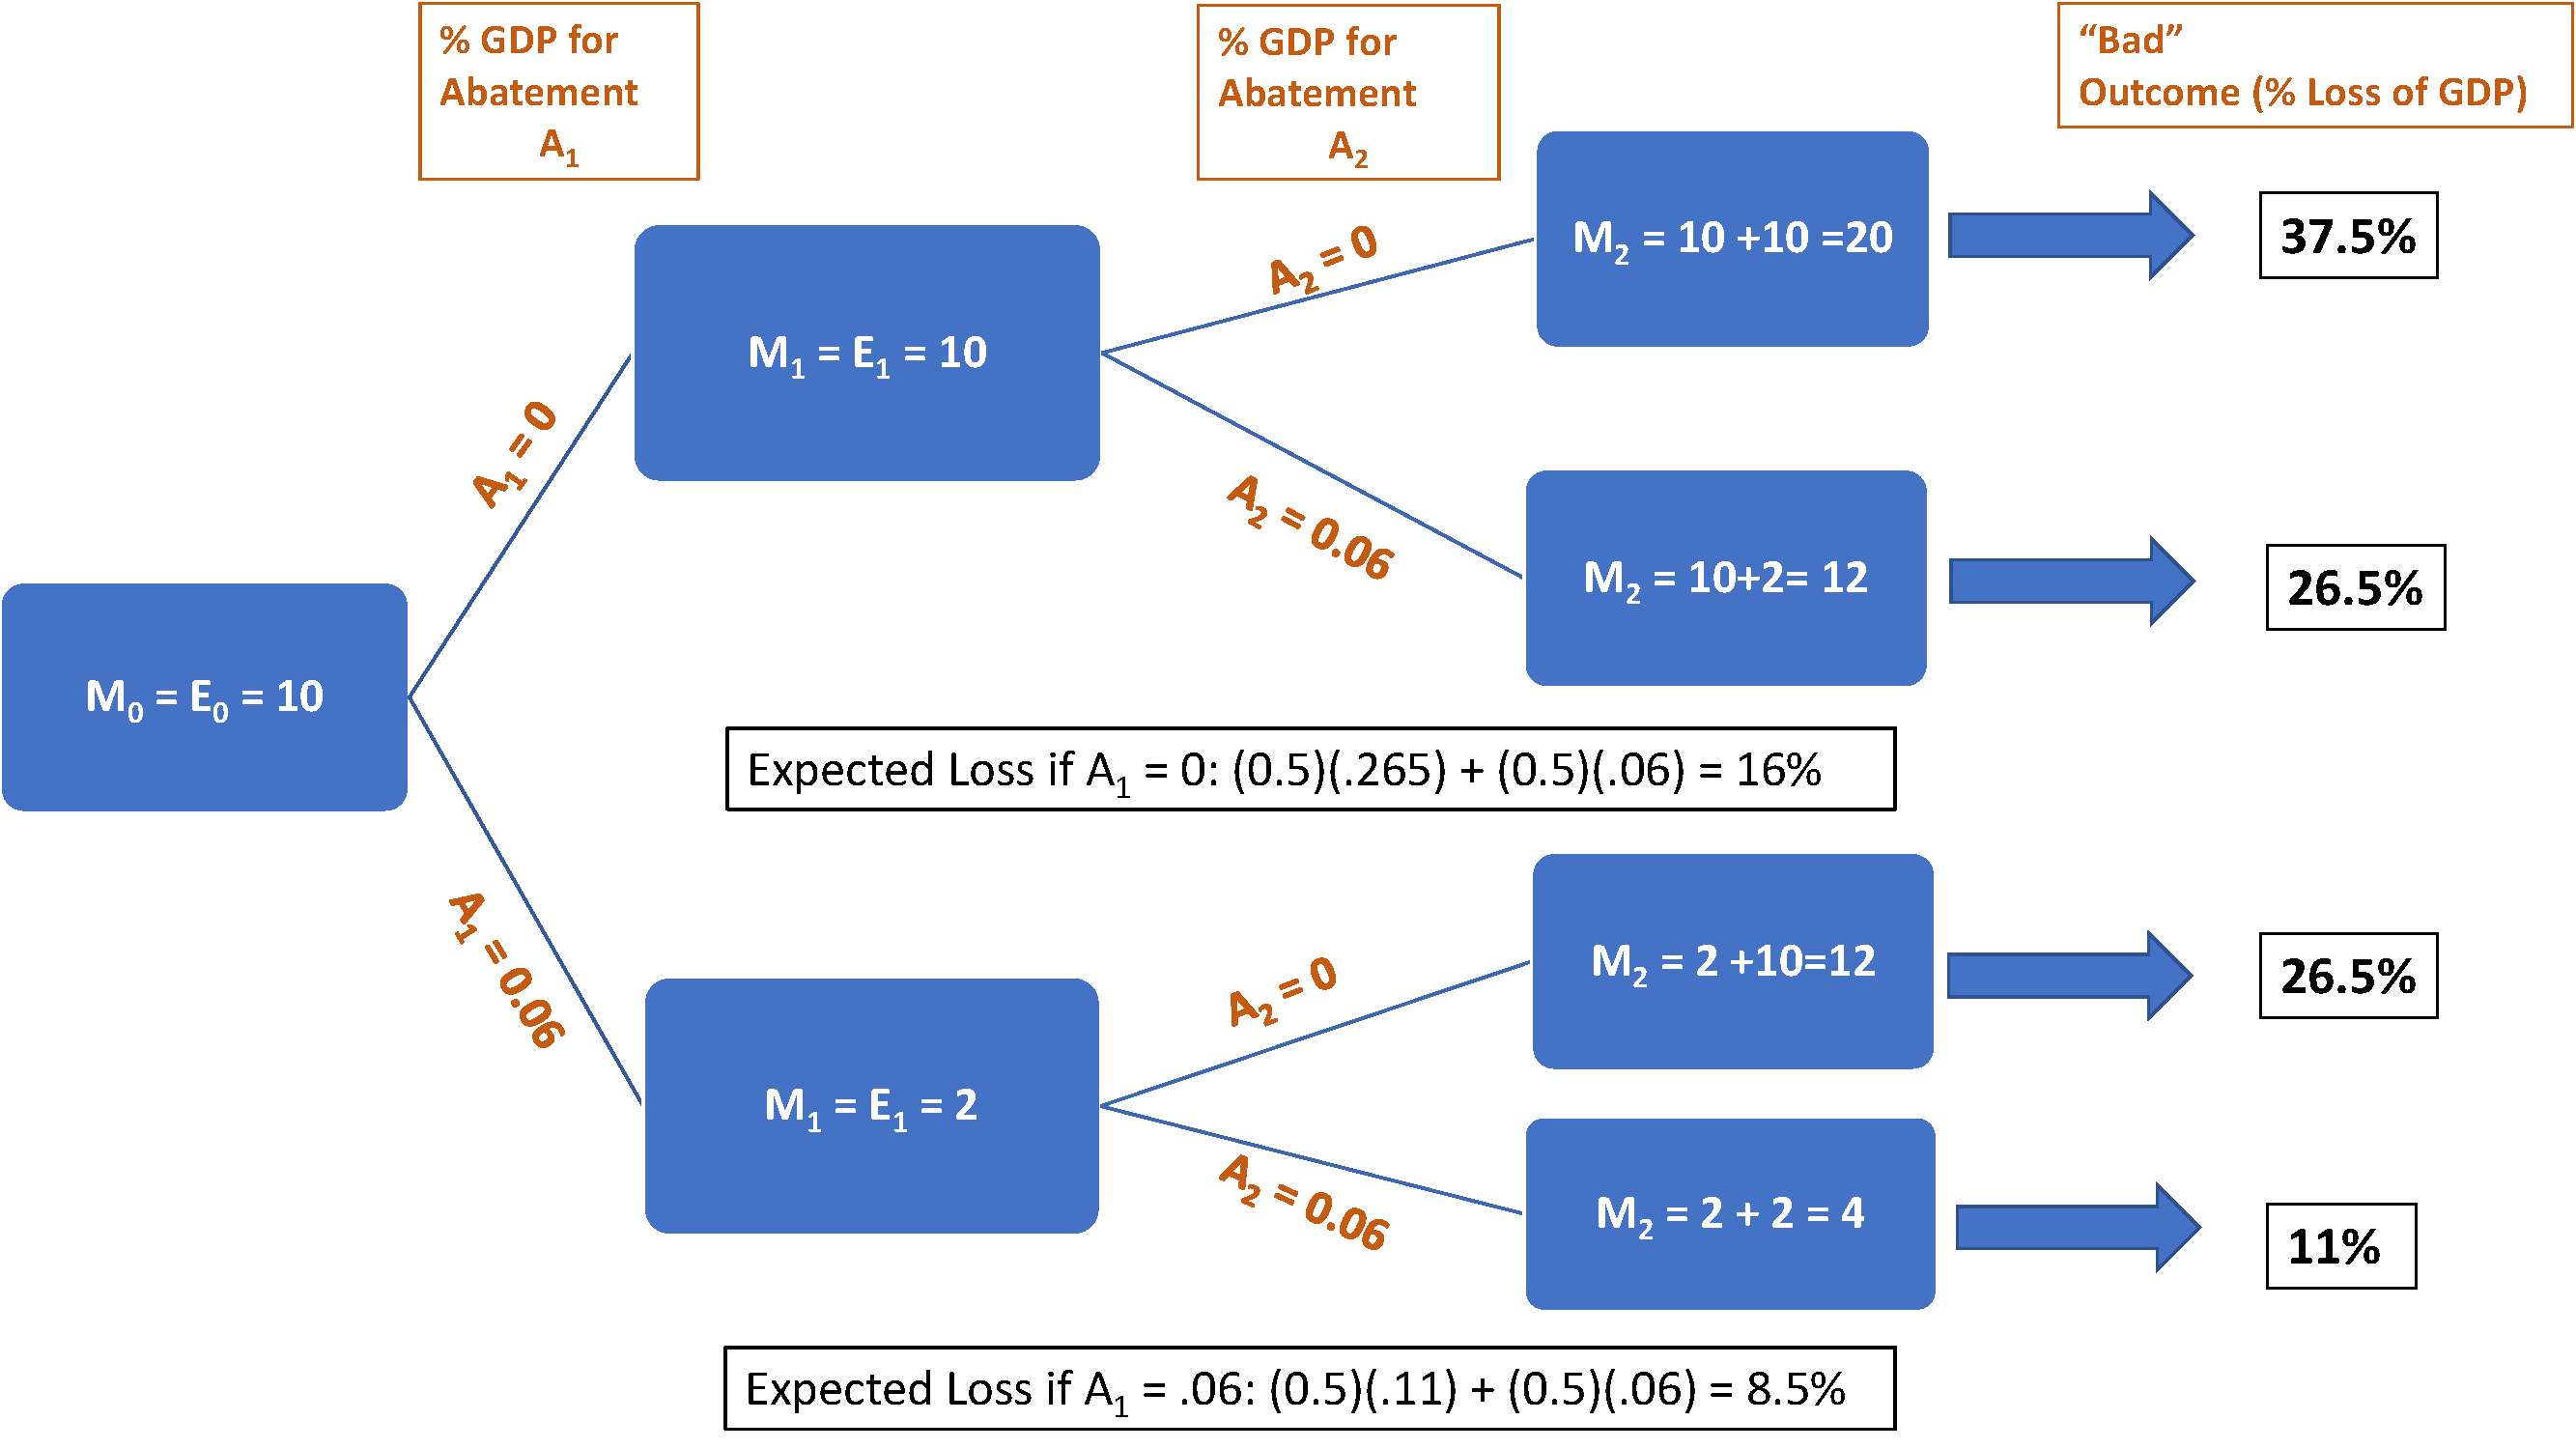 % GDP for
Abatement
A₁
% GDP for
Abatement
A₂
“Bad”
Outcome (% Loss of GDP)
M₀ = E₀ = 10
A₁ = 0
M₁ = E₁ = 10
A₂ = 0
M₂ = 10 +10 =20
37.5%
A₂ = 0.06
M₂ = 10+2= 12
26.5%
Expected Loss if A₁ = 0: (0.5)(.265) + (0.5)(.06) = 16%
A₁ = 0.06
M₁ = E₁ = 2
A₂ = 0
M₂ = 2 +10=12
26.5%
A₂ = 0.06
M₂ = 2 + 2 = 4
11%
Expected Loss if A₁ = .06: (0.5)(.11) + (0.5)(.06) = 8.5%